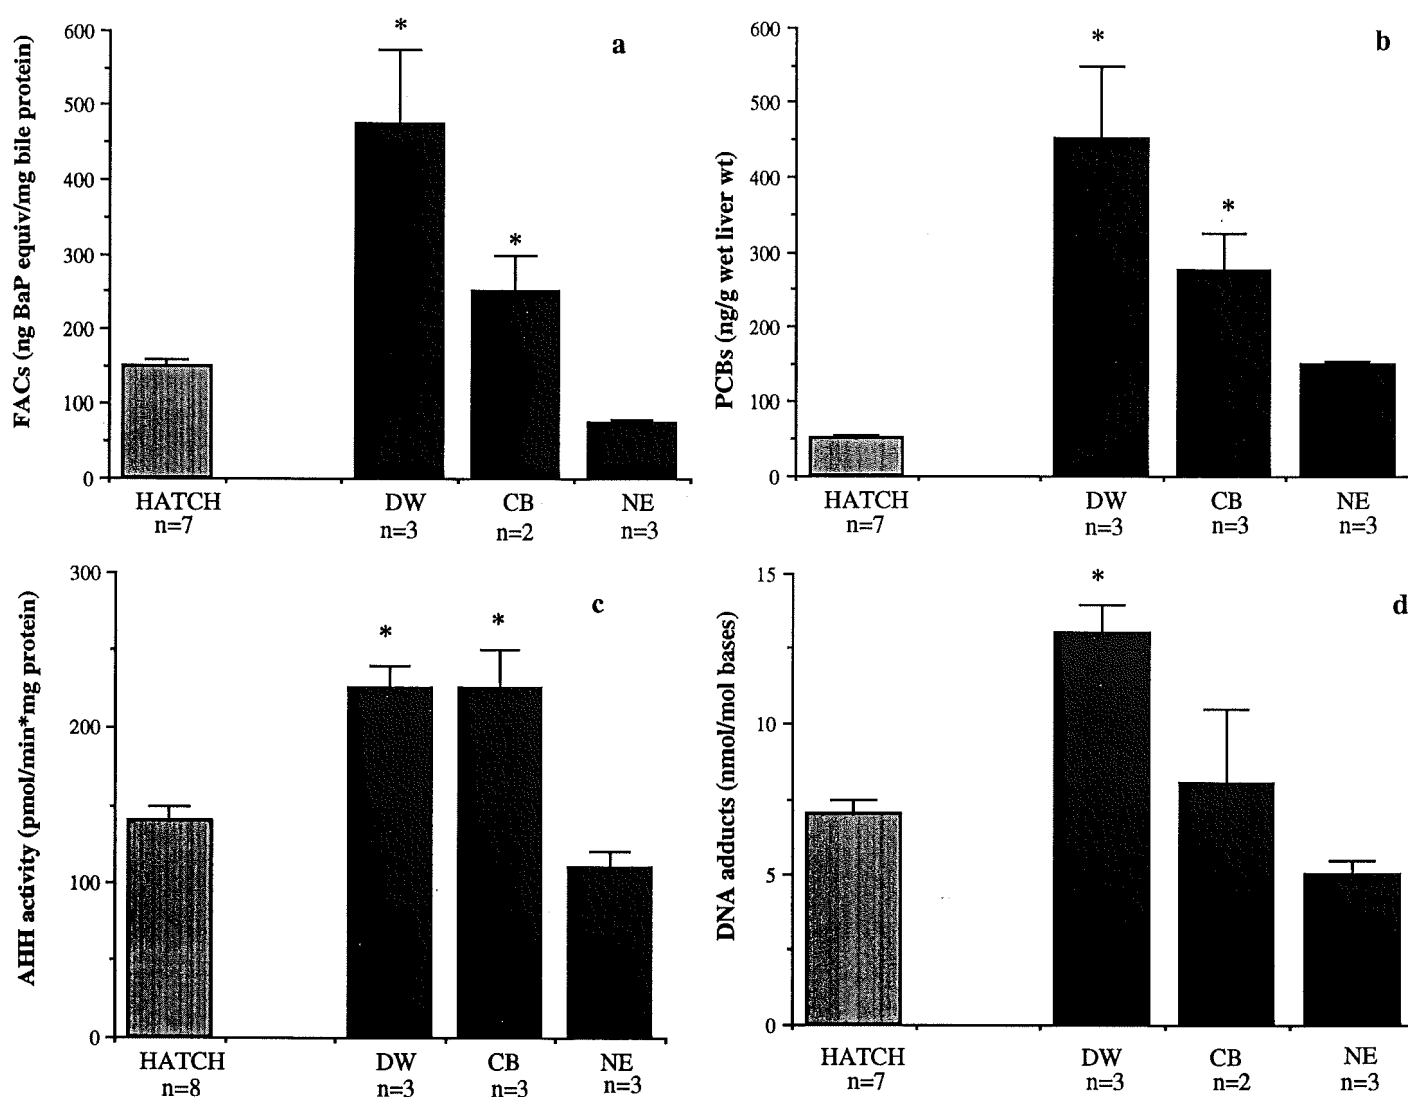 a
FACs (ng BaP equiv/mg bile protein)
600
500
400
300
200
100
0
*
*
HATCH DW CB NE
n=7 n=3 n=2 n=3
b
PCBs (ng/g wet liver wt)
600
500
400
300
200
100
0
*
*
HATCH DW CB NE
n=7 n=3 n=3 n=3
c
AHH activity (pmol/min*mg protein)
300
200
100
0
*
*
HATCH DW CB NE
n=8 n=3 n=3 n=3
d
DNA adducts (nmol/mol bases)
15
10
5
0
*
HATCH DW CB NE
n=7 n=3 n=2 n=3